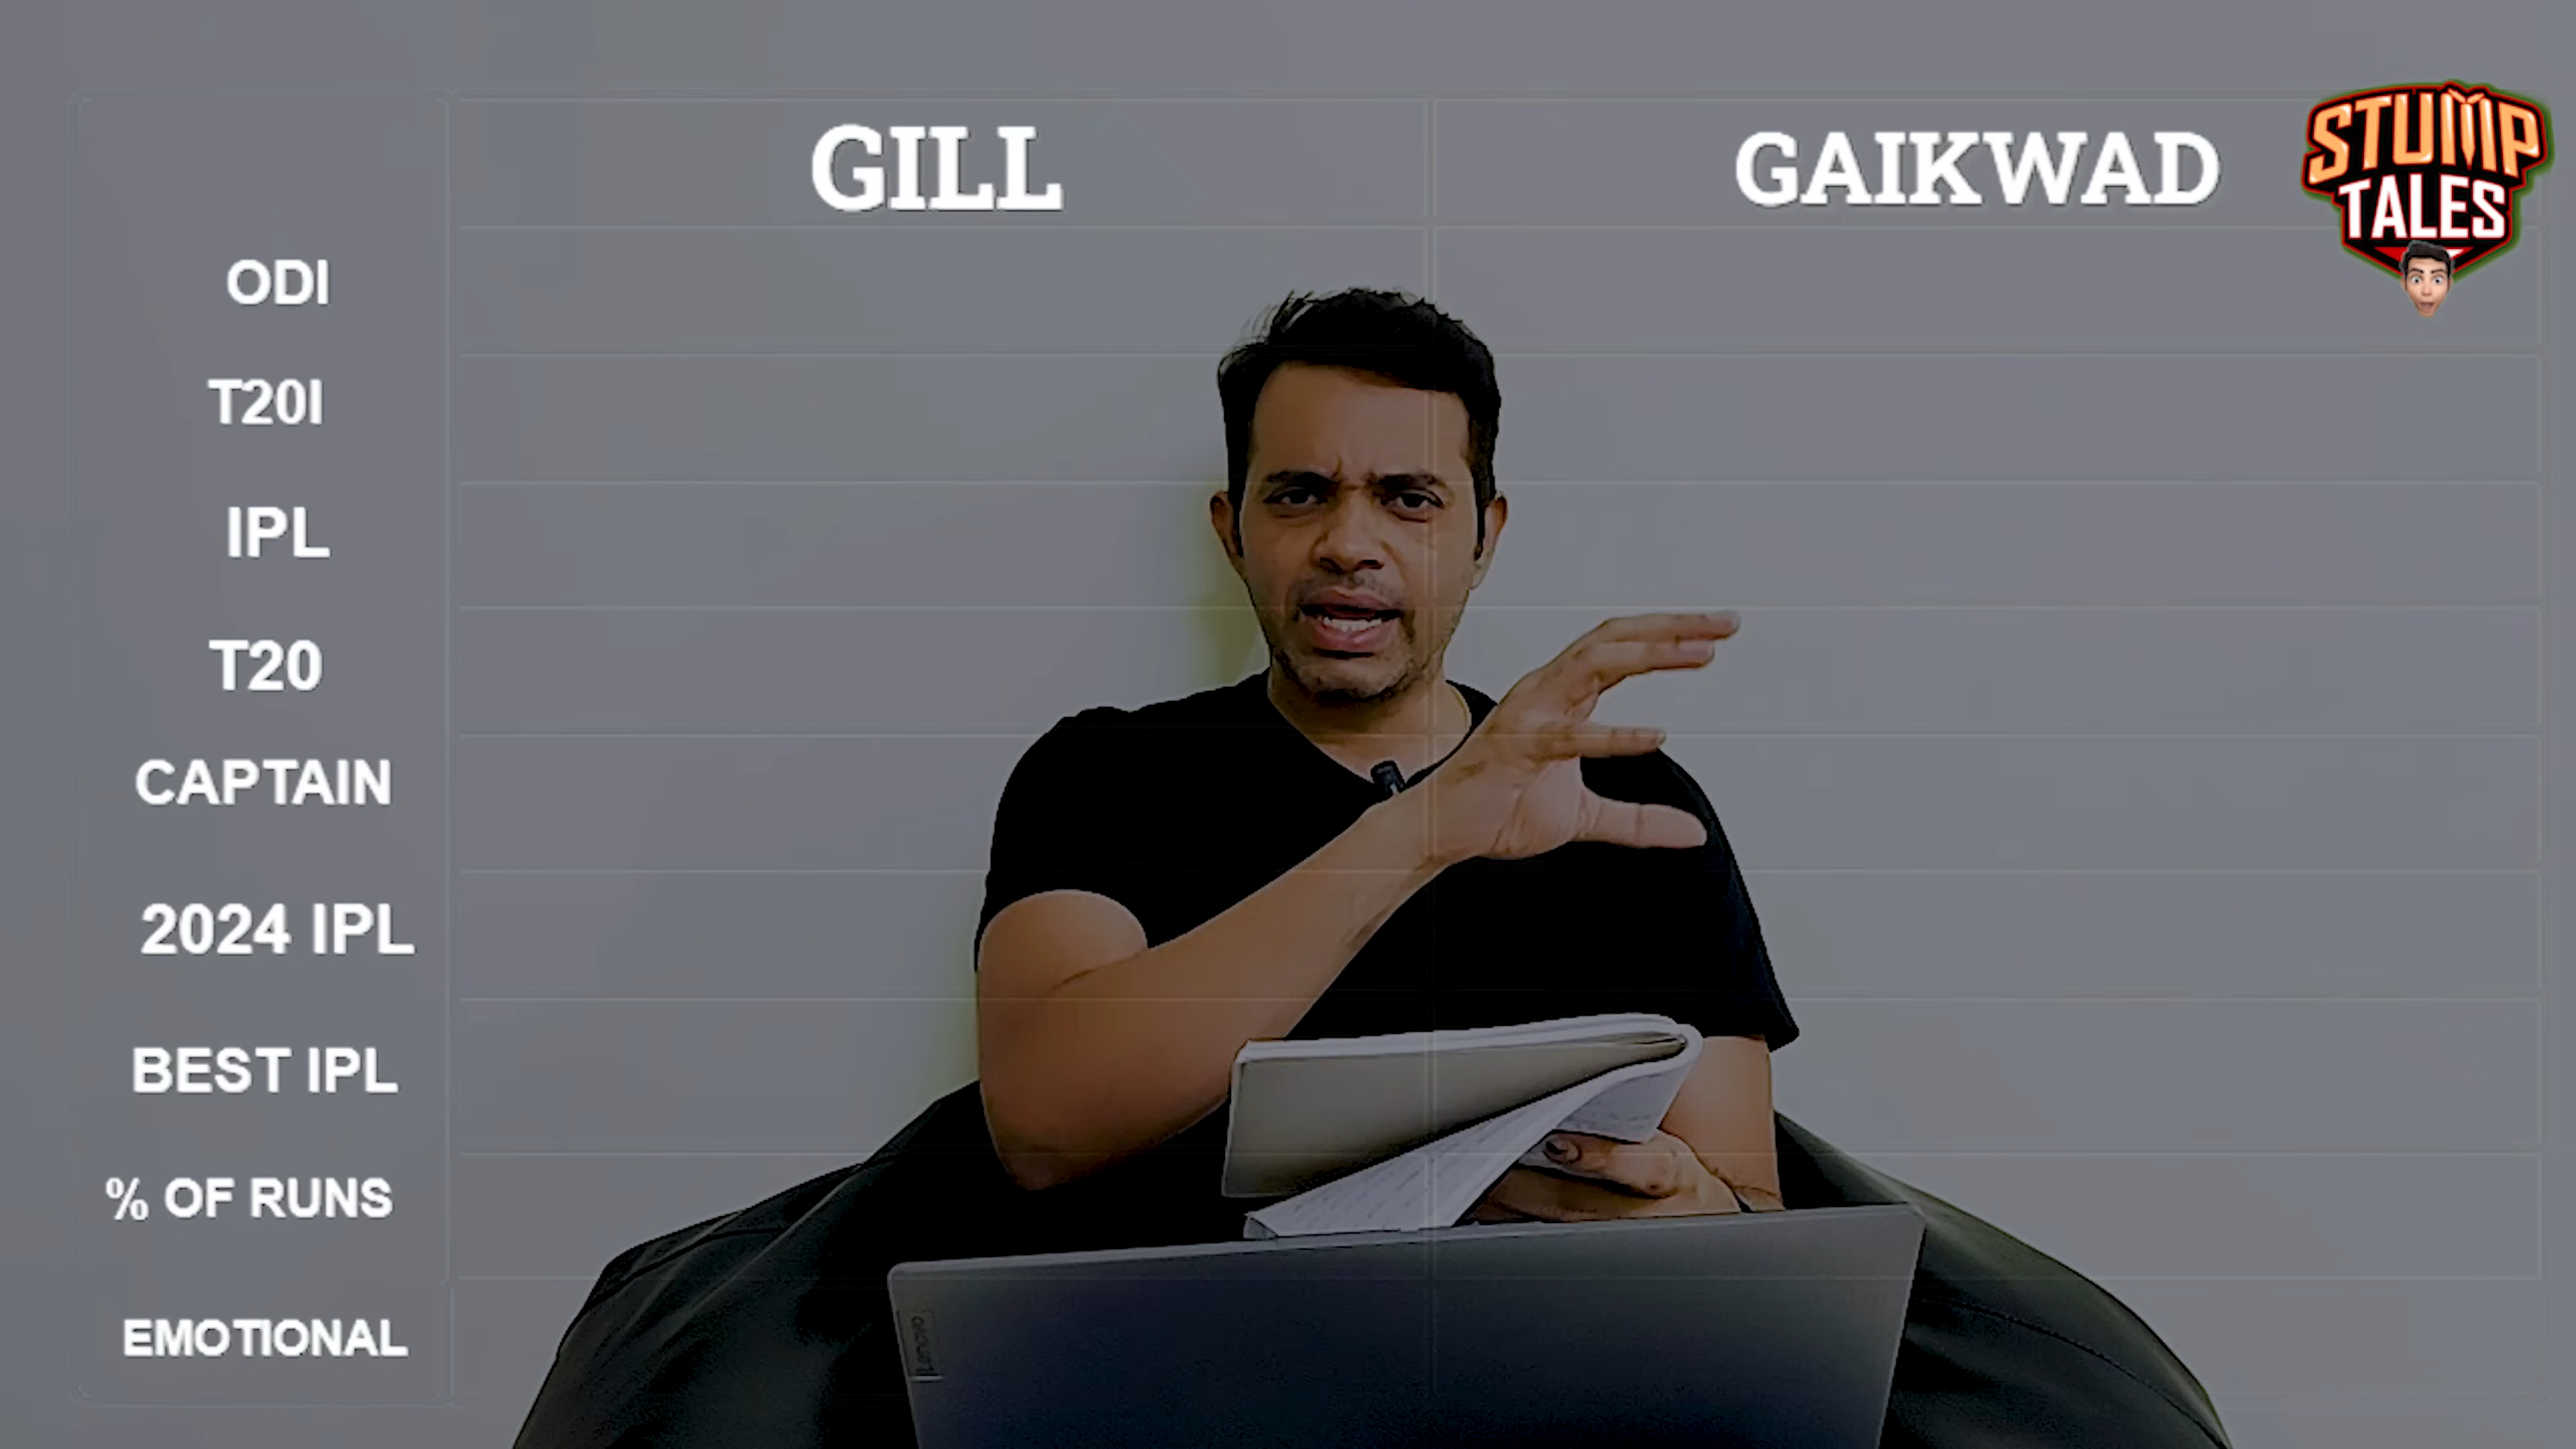 GILL
GAIKWAD
STUMP
TALES
ODI
T20I
IPL
T20
CAPTAIN
2024 IPL
BEST IPL
% OF RUNS
EMOTIONAL